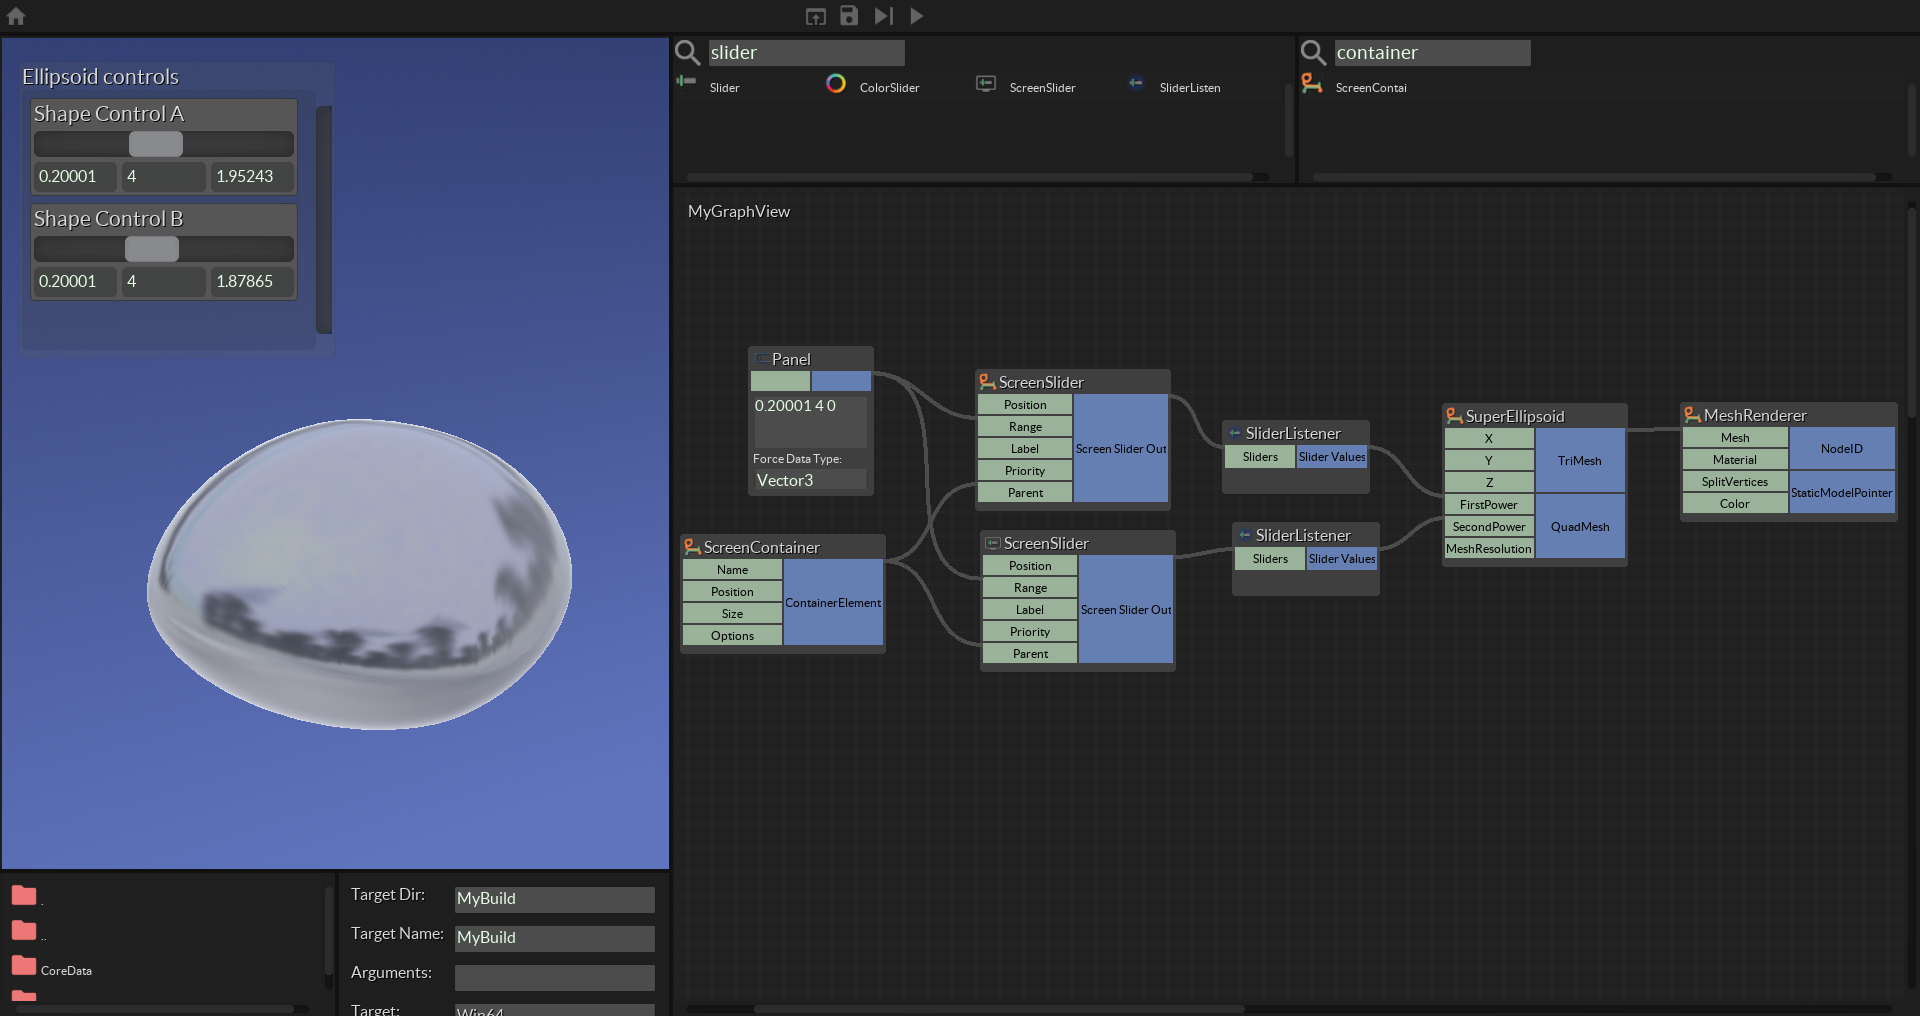 slider
container
Slider
ColorSlider
ScreenSlider
SliderListen
ScreenContai
Ellipsoid controls
Shape Control A
0.20001
4
1.95243
Shape Control B
0.20001
4
1.87865
MyGraphView
Panel
0.20001 4 0
Force Data Type:
Vector3
ScreenContainer
Name
Position
Size
Options
ContainerElement
ScreenSlider
Position
Range
Label
Priority
Parent
Screen Slider Out
ScreenSlider
Position
Range
Label
Priority
Parent
Screen Slider Out
SliderListener
Sliders
Slider Values
SliderListener
Sliders
Slider Values
SuperEllipsoid
X
Y
Z
FirstPower
SecondPower
MeshResolution
TriMesh
QuadMesh
MeshRenderer
Mesh
Material
SplitVertices
Color
NodeID
StaticModelPointer
.
..
CoreData
Target Dir:
MyBuild
Target Name:
MyBuild
Arguments:
Target:
Win64